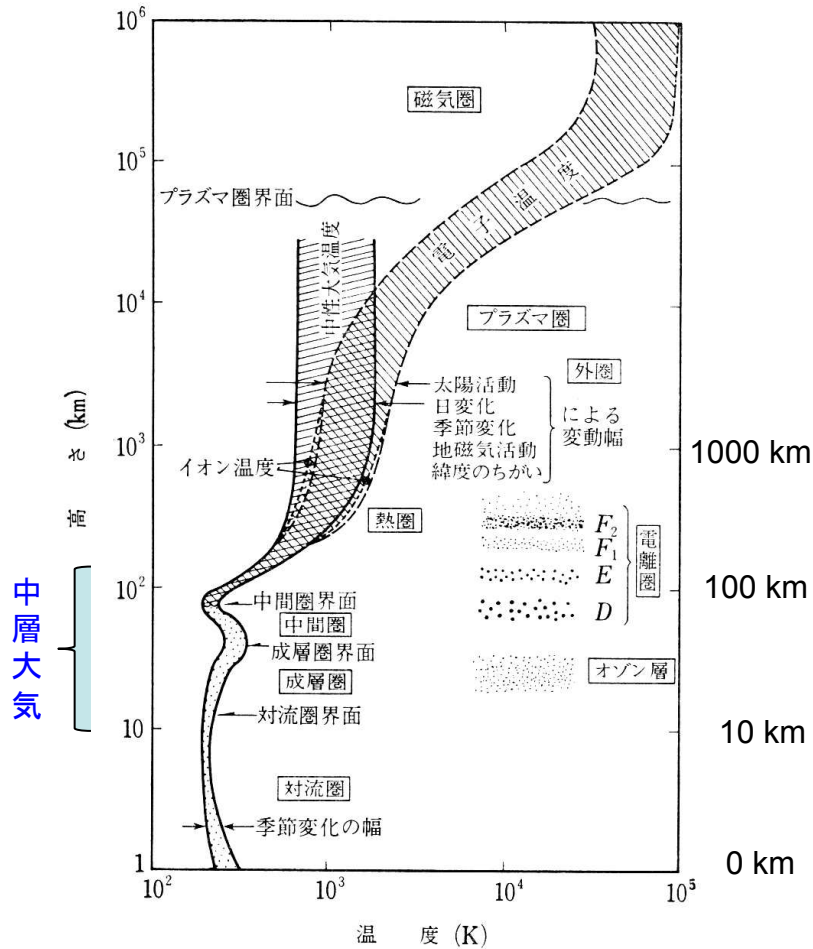 10⁶
磁気圏
10⁵
プラズマ圏界面
電子温度
中性大気温度
10⁴
プラズマ圏
外圏
太陽活動
日変化
季節変化
地磁気活動
緯度のちがい
による
変動幅
高さ (km)
10³
1000 km
イオン温度
熱圏
F₂
F₁
E
D
電離圏
10²
100 km
中間圏界面
中間圏
成層圏界面
成層圏
オゾン層
中層大気
対流圏界面
10
10 km
対流圏
季節変化の幅
1
0 km
10² 10³ 10⁴ 10⁵
温度 (K)